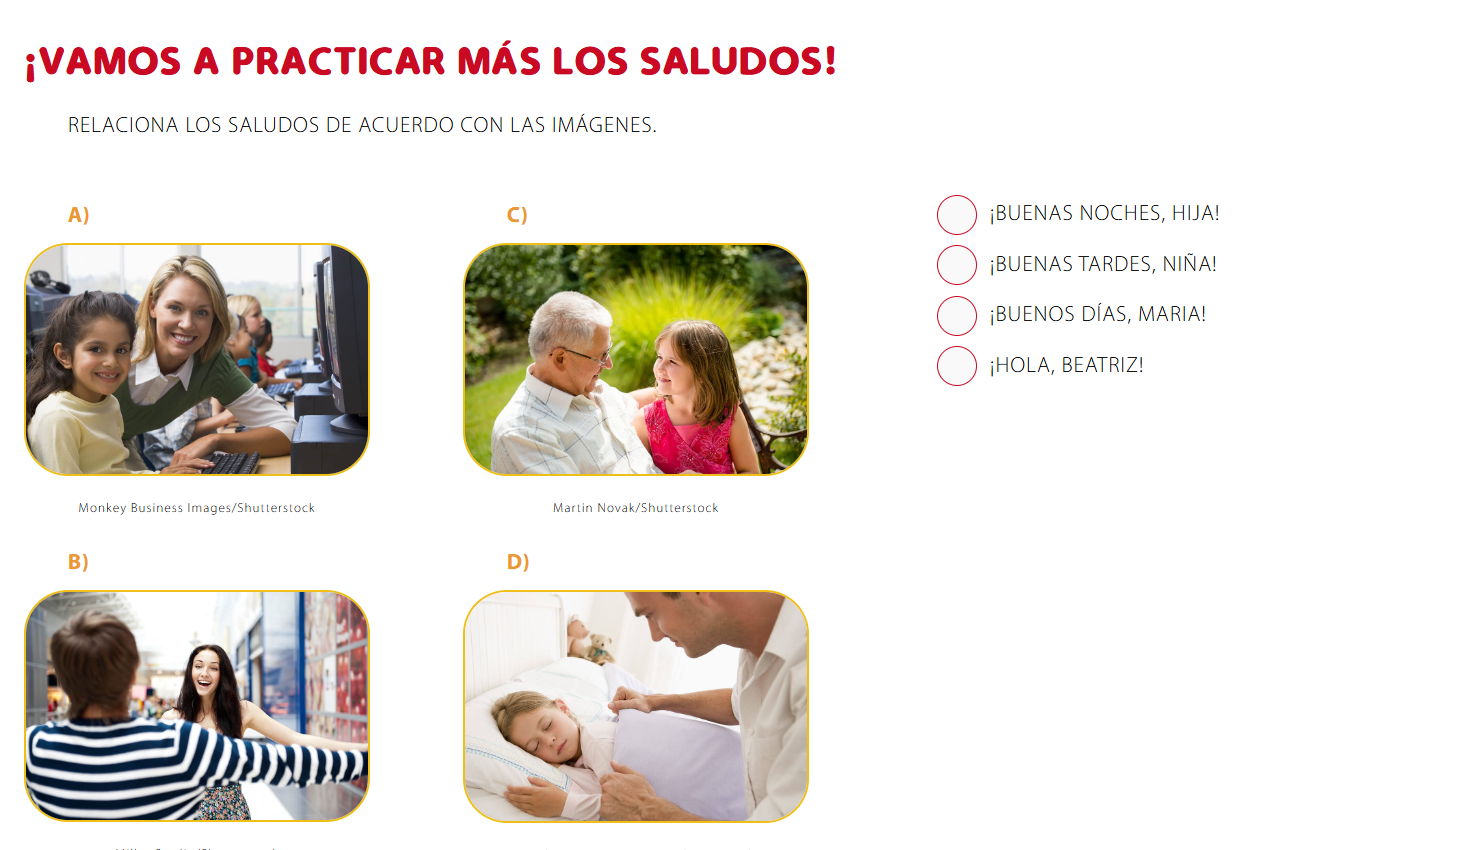 ¡VAMOS A PRACTICAR MÁS LOS SALUDOS!
RELACIONA LOS SALUDOS DE ACUERDO CON LAS IMÁGENES.
A)
Monkey Business Images/Shutterstock
B)
C)
Martin Novak/Shutterstock
D)
¡BUENAS NOCHES, HIJA!
¡BUENAS TARDES, NIÑA!
¡BUENOS DÍAS, MARIA!
¡HOLA, BEATRIZ!